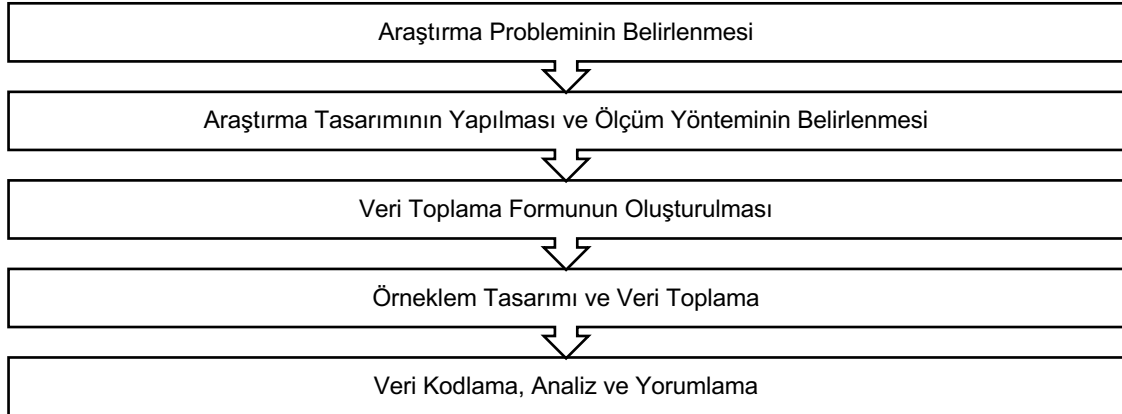 Araştırma Probleminin Belirlenmesi
Araştırma Tasarımının Yapılması ve Ölçüm Yönteminin Belirlenmesi
Veri Toplama Formunun Oluşturulması
Örneklem Tasarımı ve Veri Toplama
Veri Kodlama, Analiz ve Yorumlama